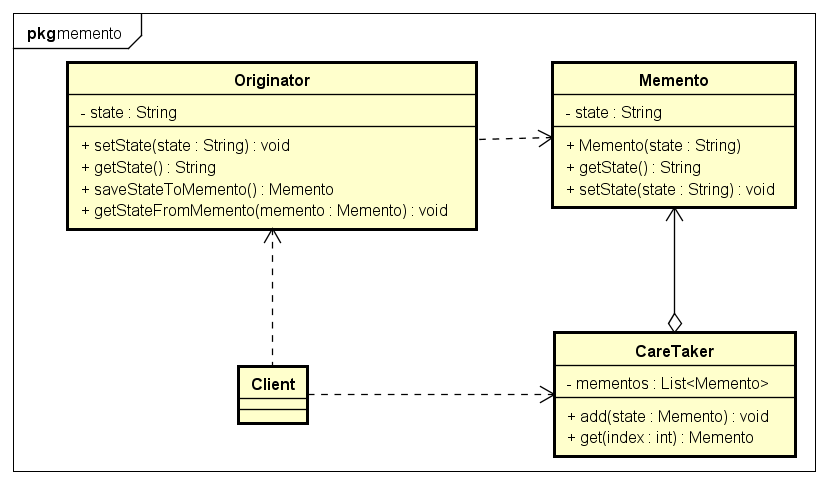 pkg memento
Originator
- state : String
+ setState(state : String) : void
+ getState() : String
+ saveStateToMemento() : Memento
+ getStateFromMemento(memento : Memento) : void
Memento
- state : String
+ Memento(state : String)
+ getState() : String
+ setState(state : String) : void
Client
CareTaker
- mementos : List<Memento>
+ add(state : Memento) : void
+ get(index : int) : Memento